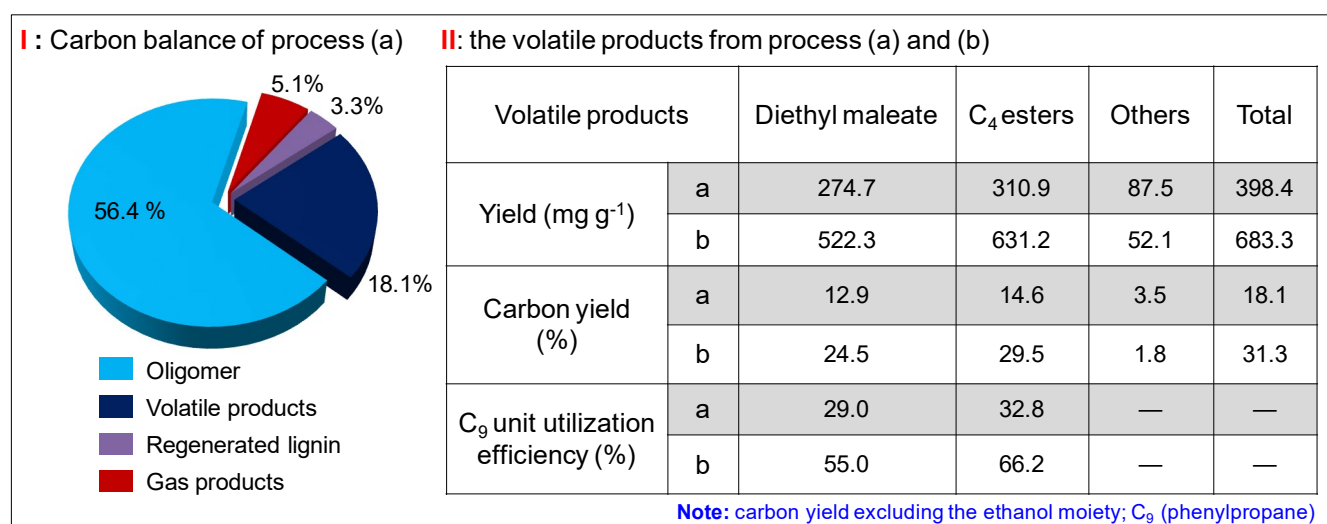 I : Carbon balance of process (a)
5.1%
3.3%
56.4 %
18.1%
Oligomer
Volatile products
Regenerated lignin
Gas products
II: the volatile products from process (a) and (b)
Volatile products Diethyl maleate C₄ esters Others Total
Yield (mg g⁻¹) a 274.7 310.9 87.5 398.4
b 522.3 631.2 52.1 683.3
Carbon yield (%) a 12.9 14.6 3.5 18.1
b 24.5 29.5 1.8 31.3
C₉ unit utilization efficiency (%) a 29.0 32.8 — —
b 55.0 66.2 — —
Note: carbon yield excluding the ethanol moiety; C₉ (phenylpropane)